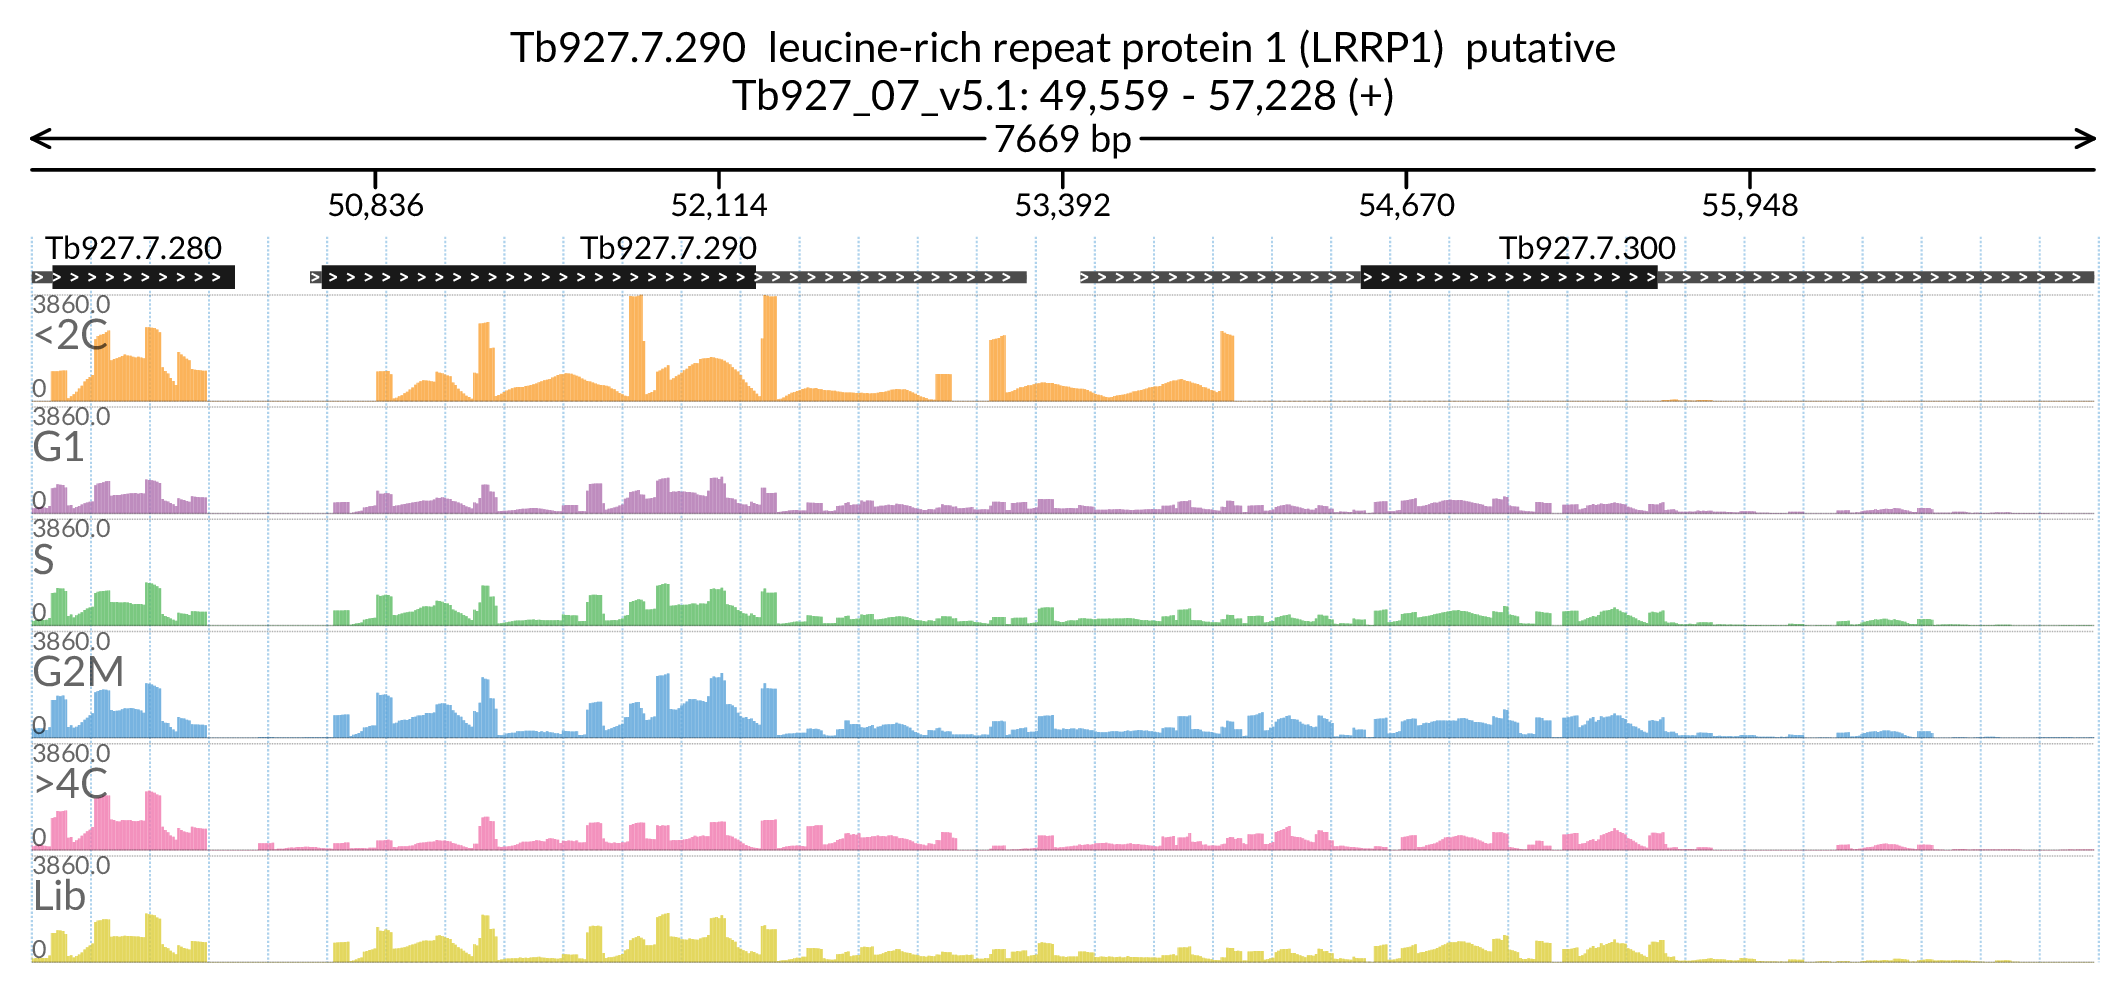 Tb927.7.290  leucine-rich repeat protein 1 (LRRP1)  putative
Tb927_07_v5.1: 49,559 - 57,228 (+)
7669 bp
50,836 52,114 53,392 54,670 55,948
Tb927.7.280 Tb927.7.290 Tb927.7.300
3860.0
<2C
0
3860.0
G1
0
3860.0
S
0
3860.0
G2M
0
3860.0
>4C
0
3860.0
Lib
0